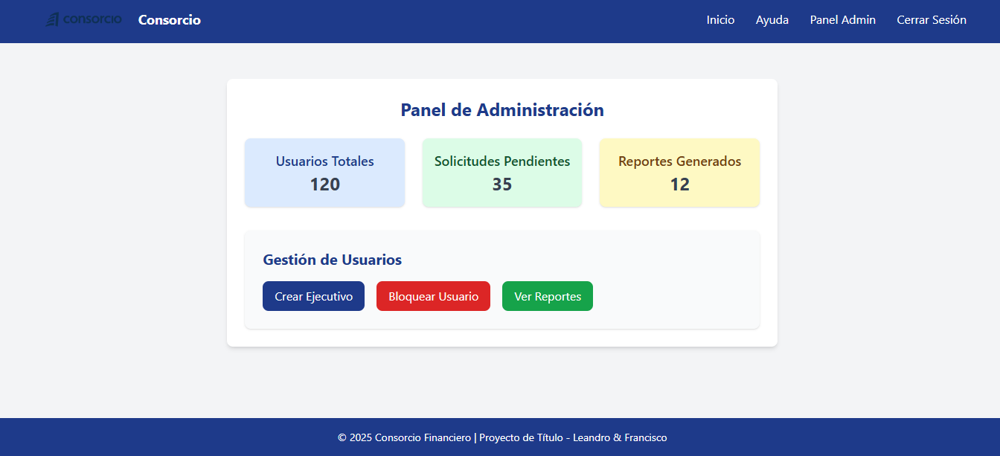 consorcio Consorcio Inicio Ayuda Panel Admin Cerrar Sesión
Panel de Administración
Usuarios Totales Solicitudes Pendientes Reportes Generados
120 35 12
Gestión de Usuarios
Crear Ejecutivo Bloquear Usuario Ver Reportes
© 2025 Consorcio Financiero | Proyecto de Título - Leandro & Francisco